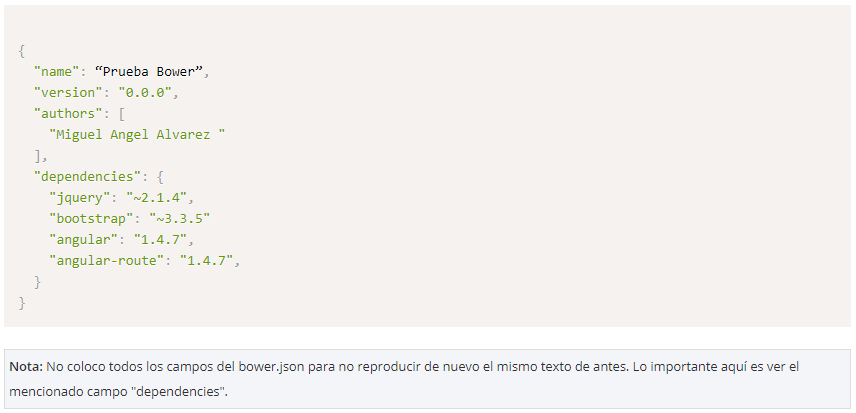 {
  "name": “Prueba Bower”,
  "version": "0.0.0",
  "authors": [
    "Miguel Angel Alvarez "
  ],
  "dependencies": {
    "jquery": "~2.1.4",
    "bootstrap": "~3.3.5"
    "angular": "1.4.7",
    "angular-route": "1.4.7",
  }
}
Nota: No coloco todos los campos del bower.json para no reproducir de nuevo el mismo texto de antes. Lo importante aquí es ver el
mencionado campo "dependencies".